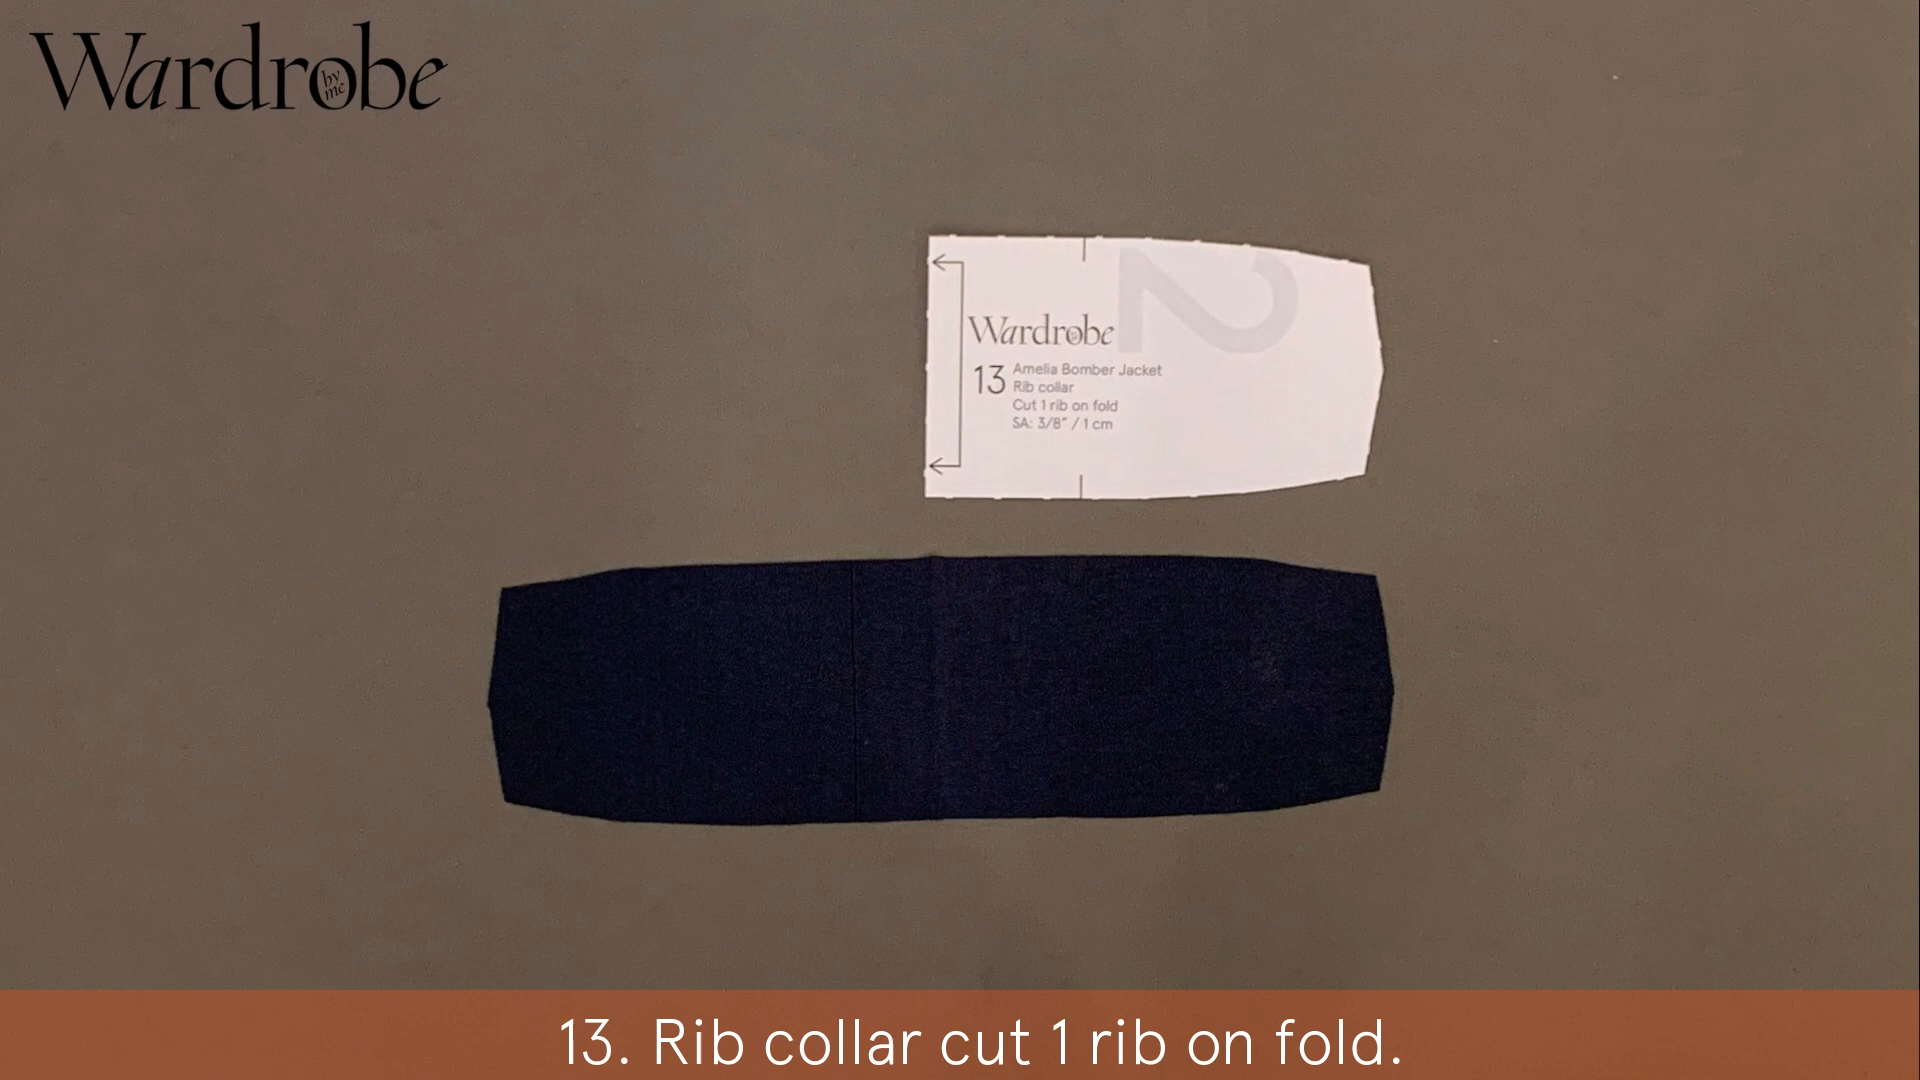 Wardrobe
by
me
2
Wardrobe
13
Amelia Bomber Jacket
Rib collar
Cut 1 rib on fold
SA: 3/8" / 1 cm
13. Rib collar cut 1 rib on fold.